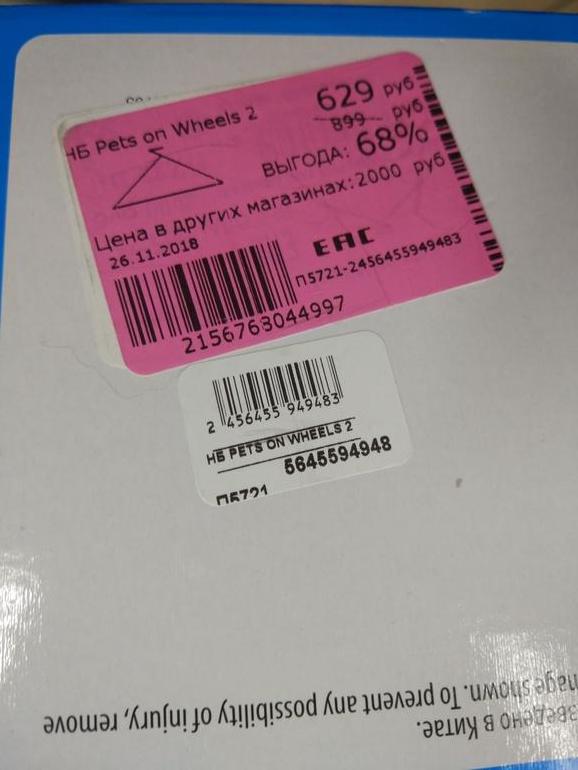 НБ Pets on Wheels 2
629 руб
899 руб
ВЫГОДА: 68%
Цена в других магазинах: 2000 руб
26.11.2018
EAC
П5721-2456455949483
2156763044997
2 456455 949483
НБ PETS ON WHEELS 2
5645594948
П5721
в Китае.
shown. To prevent any possibility of injury, remove